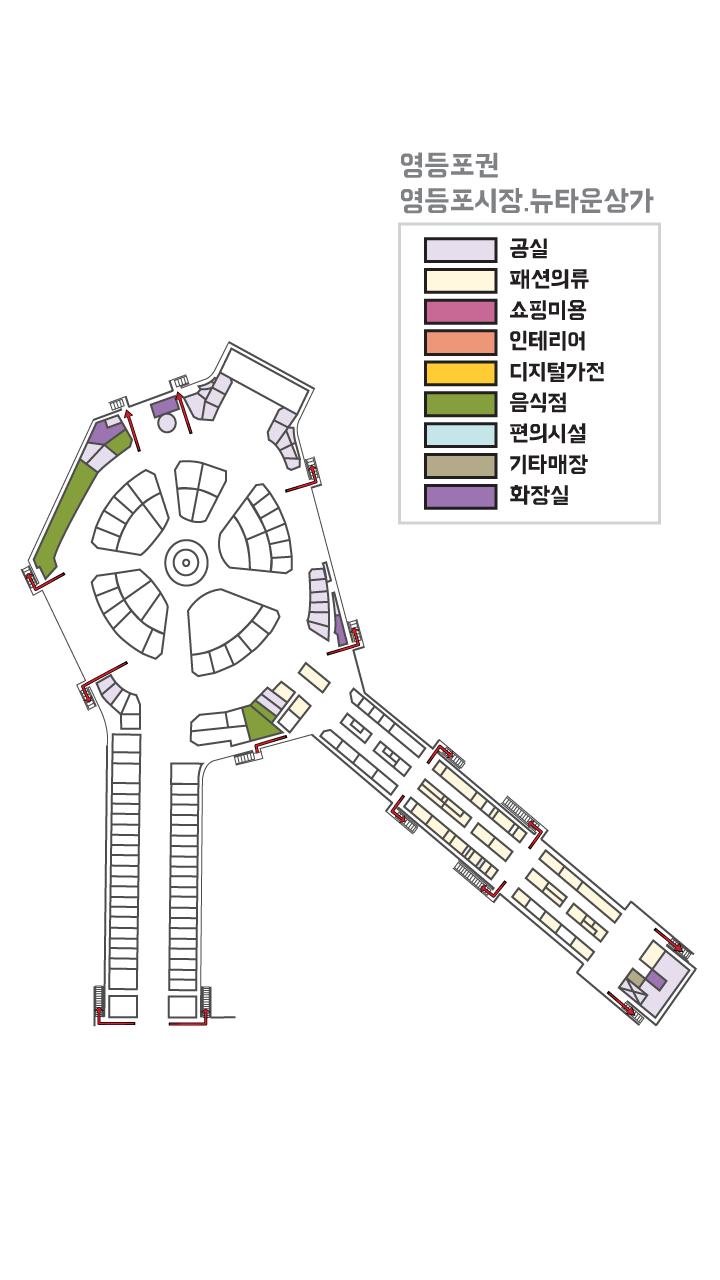 영등포권
영등포시장.뉴타운상가
공실
패션의류
쇼핑미용
인테리어
디지털가전
음식점
편의시설
기타매장
화장실